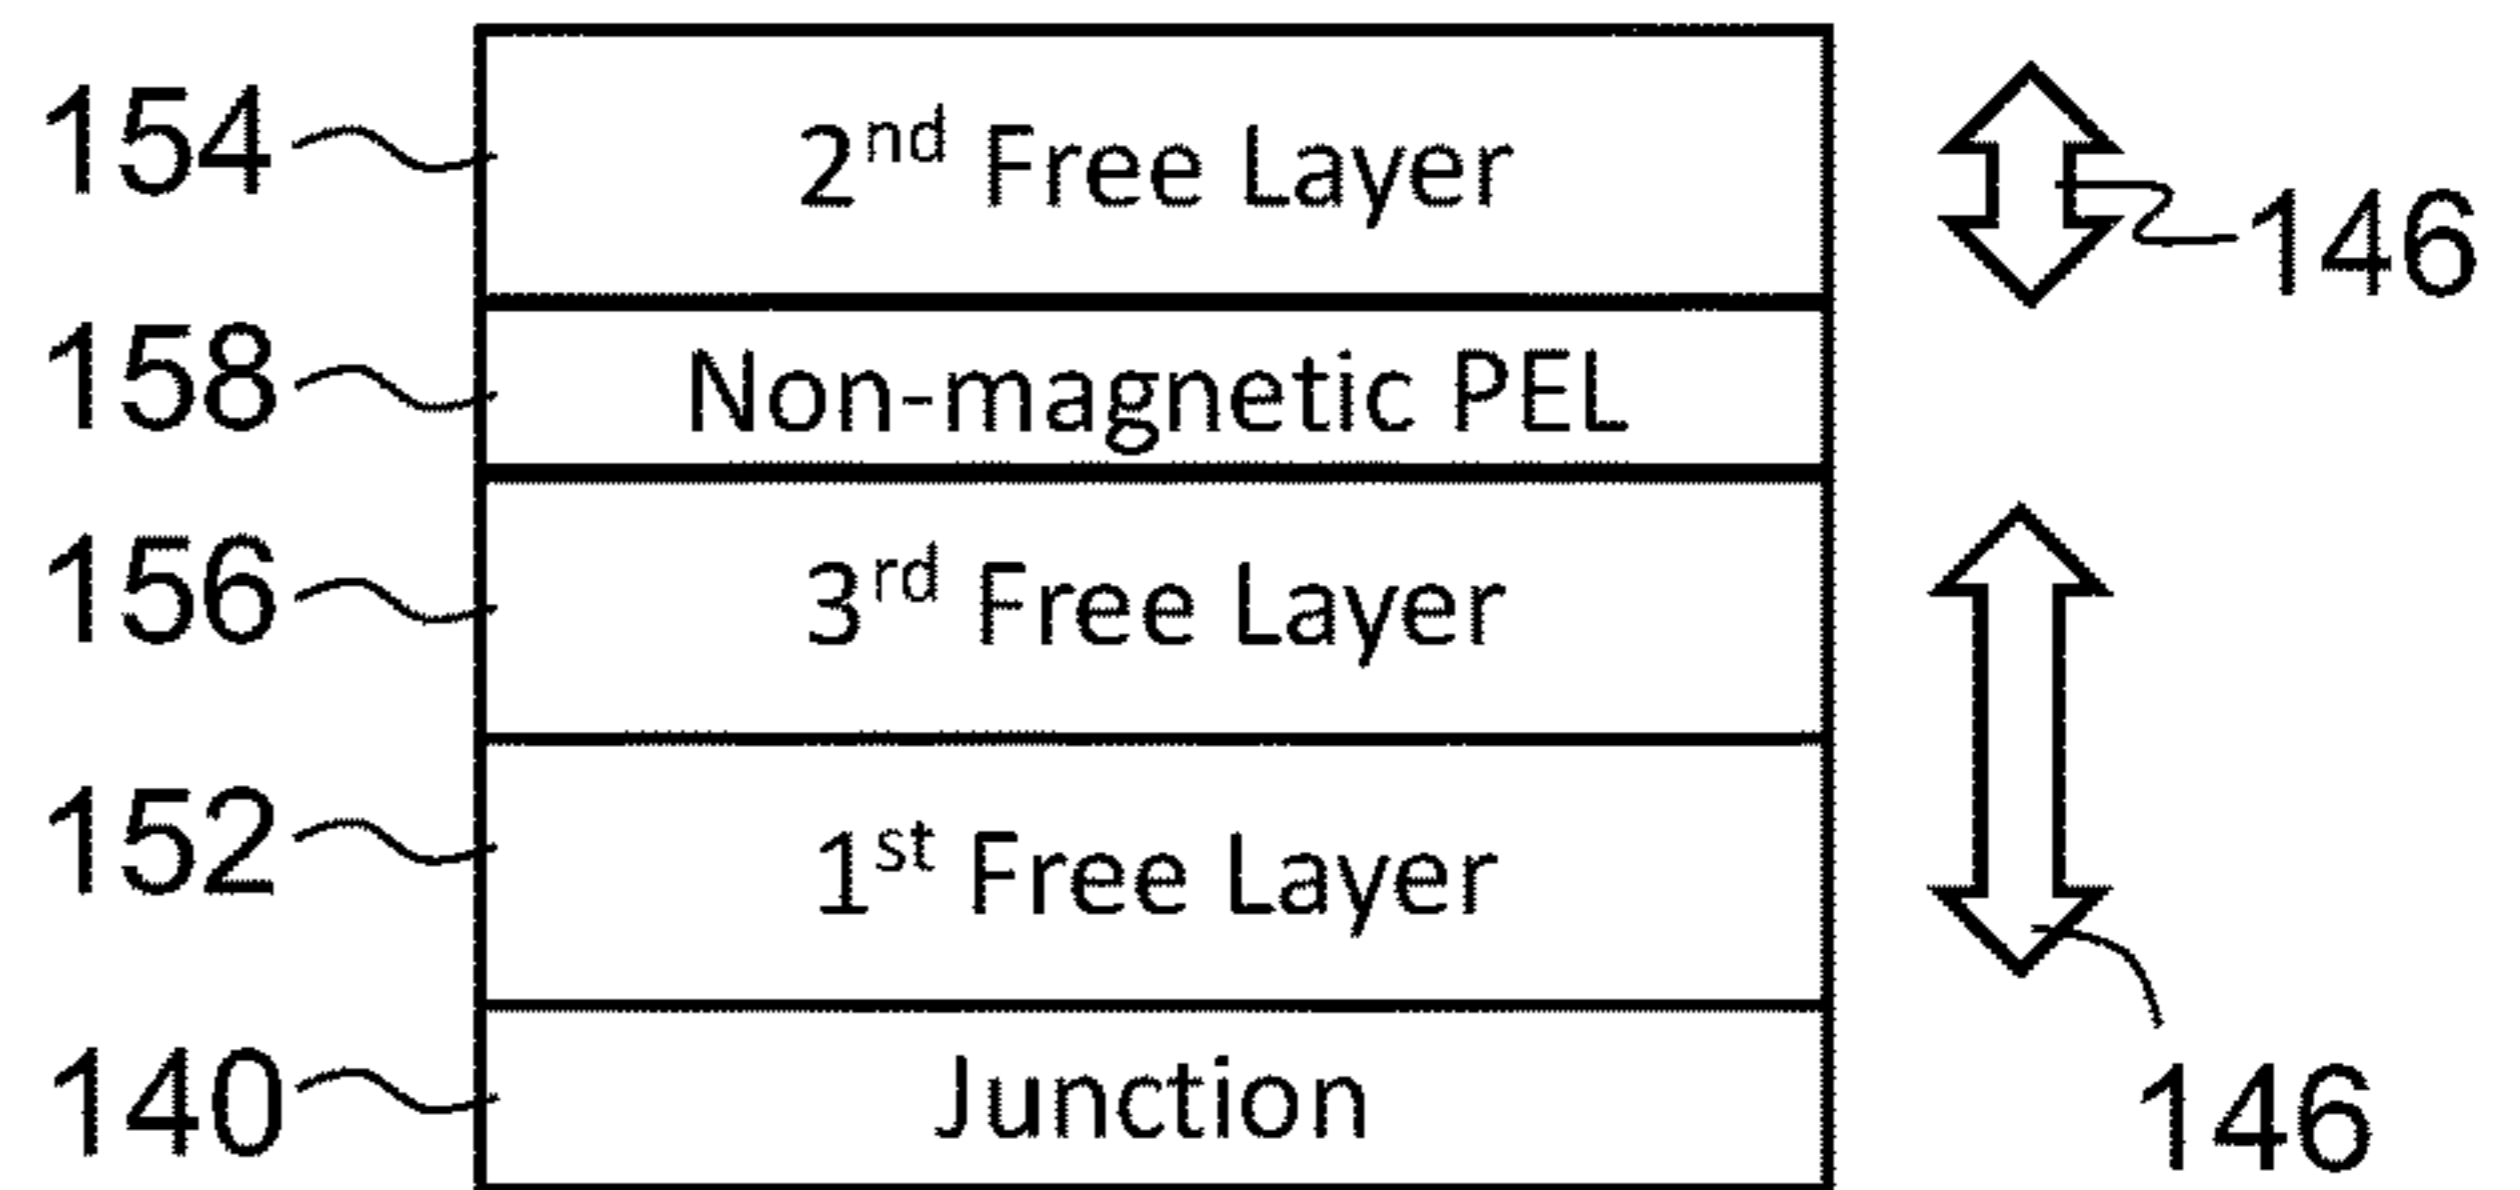 154 2nd Free Layer
146
158 Non-magnetic PEL
156 3rd Free Layer
152 1st Free Layer
140 Junction
146